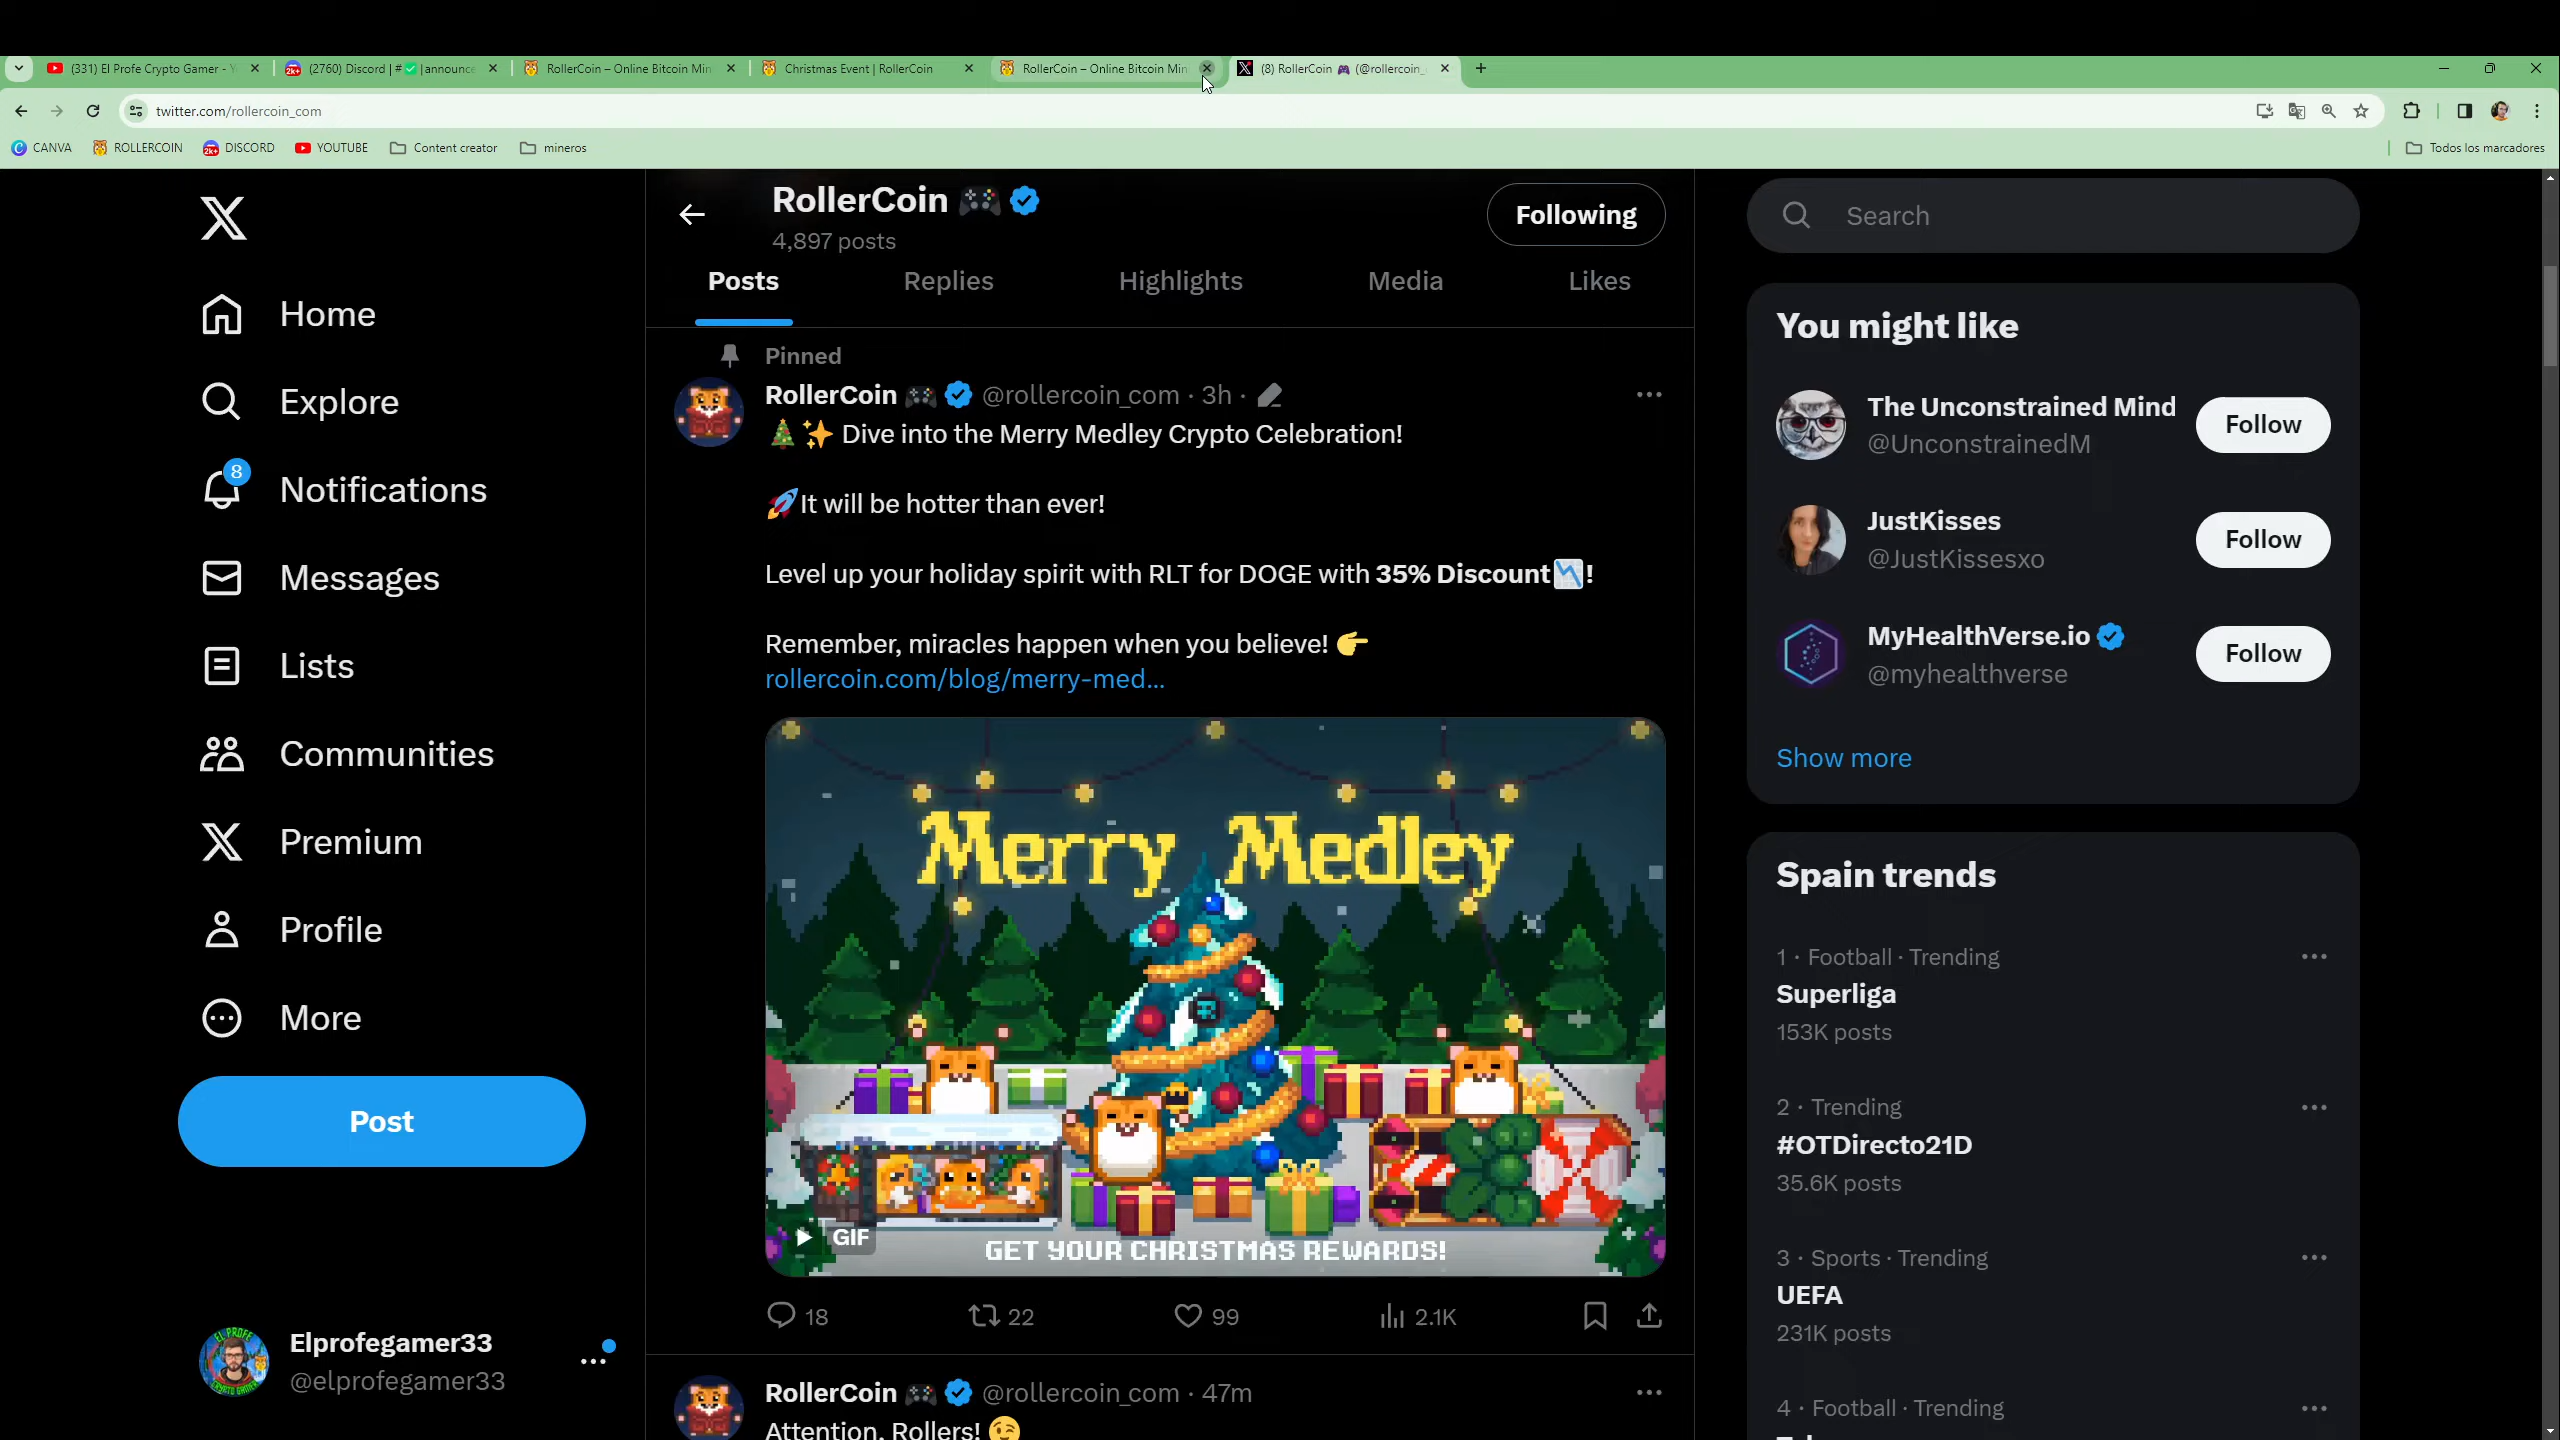 (331) El Profe Crypto Gamer - Y
(2760) Discord | #✅|announce
RollerCoin – Online Bitcoin Min
Christmas Event | RollerCoin
RollerCoin – Online Bitcoin Min
(8) RollerCoin 🎮 (@rollercoin_
twitter.com/rollercoin_com
CANVA
ROLLERCOIN
2k+
DISCORD
YOUTUBE
Content creator
mineros
Todos los marcadores
Home
Explore
8
Notifications
Messages
Lists
Communities
Premium
Profile
More
Post
Elprofegamer33
@elprofegamer33
RollerCoin 🎮
4,897 posts
Following
Posts
Replies
Highlights
Media
Likes
Pinned
RollerCoin 🎮 @rollercoin_com · 3h ·
🎄✨ Dive into the Merry Medley Crypto Celebration!
🚀It will be hotter than ever!
Level up your holiday spirit with RLT for DOGE with 35% Discount📉!
Remember, miracles happen when you believe! 👉
rollercoin.com/blog/merry-med…
Merry Medley
GIF
GET YOUR CHRISTMAS REWARDS!
18
22
99
2.1K
RollerCoin 🎮 @rollercoin_com · 47m
Attention, Rollers! 😉
Search
You might like
The Unconstrained Mind
@UnconstrainedM
Follow
JustKisses
@JustKissesxo
Follow
MyHealthVerse.io
@myhealthverse
Follow
Show more
Spain trends
1 · Football · Trending
Superliga
153K posts
2 · Trending
#OTDirecto21D
35.6K posts
3 · Sports · Trending
UEFA
231K posts
4 · Football · Trending